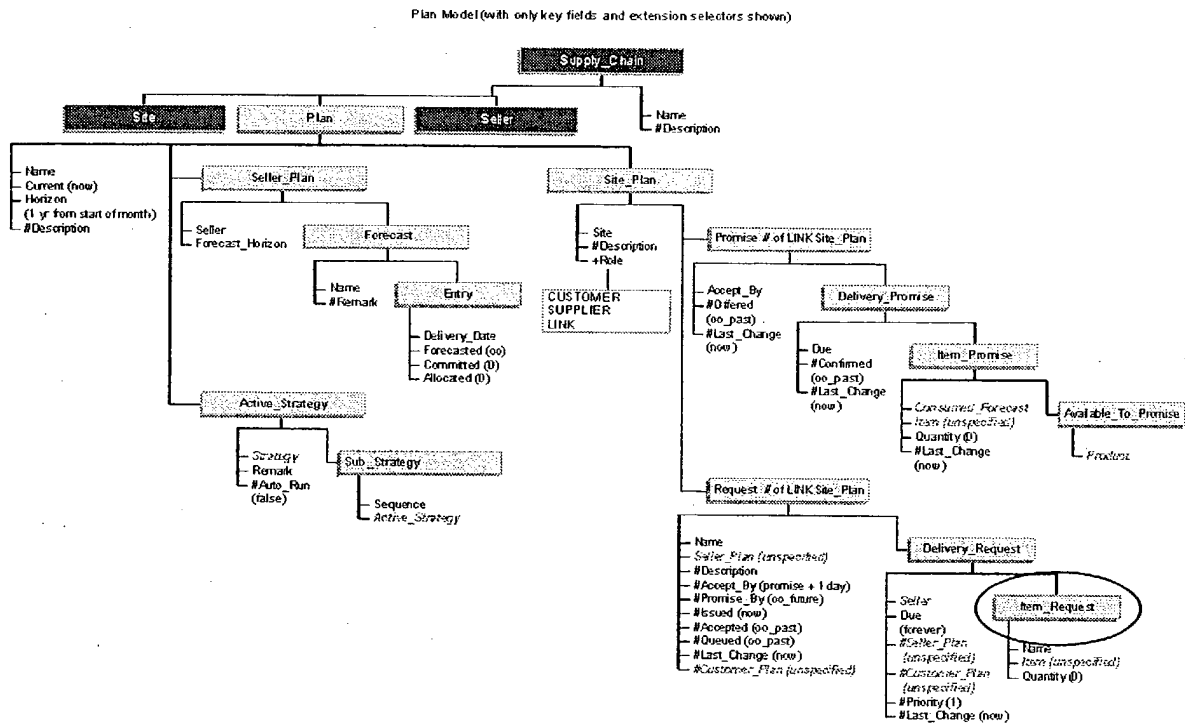 Plan Model (with only key fields and extension selectors shown)
Supply_Chain
Site
Plan
Seller
Name
#Description
Name
Current (now)
Horizon
(1 yr from start of month)
#Description
Seller_Plan
Seller
Forecast_Horizon
Forecast
Name
#Remark
Entry
Delivery_Date
Forecasted (oo)
Committed (0)
Allocated (0)
Active_Strategy
Strategy
Remark
#Auto_Run
(false)
Sub_Strategy
Sequence
Active_Strategy
Site_Plan
Site
#Description
+Role
CUSTOMER
SUPPLIER
LINK
Promise # of LINK Site_Plan
Accept_By
#Offered
(oo_past)
#Last_Change
(now)
Delivery_Promise
Due
#Confirmed
(oo_past)
#Last_Change
(now)
Item_Promise
Consumed_Forecast
Item (unspecified)
Quantity (0)
#Last_Change
(now)
Available_To_Promise
Product
Request # of LINK Site_Plan
Name
Seller_Plan (unspecified)
#Description
#Accept_By (promise + 1 day)
#Promise_By (oo_future)
#Issued (now)
#Accepted (oo_past)
#Queued (oo_past)
#Last_Change (now)
#Customer_Plan (unspecified)
Delivery_Request
Seller
Due
(forever)
#Seller_Plan
(unspecified)
#Customer_Plan
(unspecified)
#Priority (1)
#Last_Change (now)
Item_Request
Name
Item (unspecified)
Quantity (0)